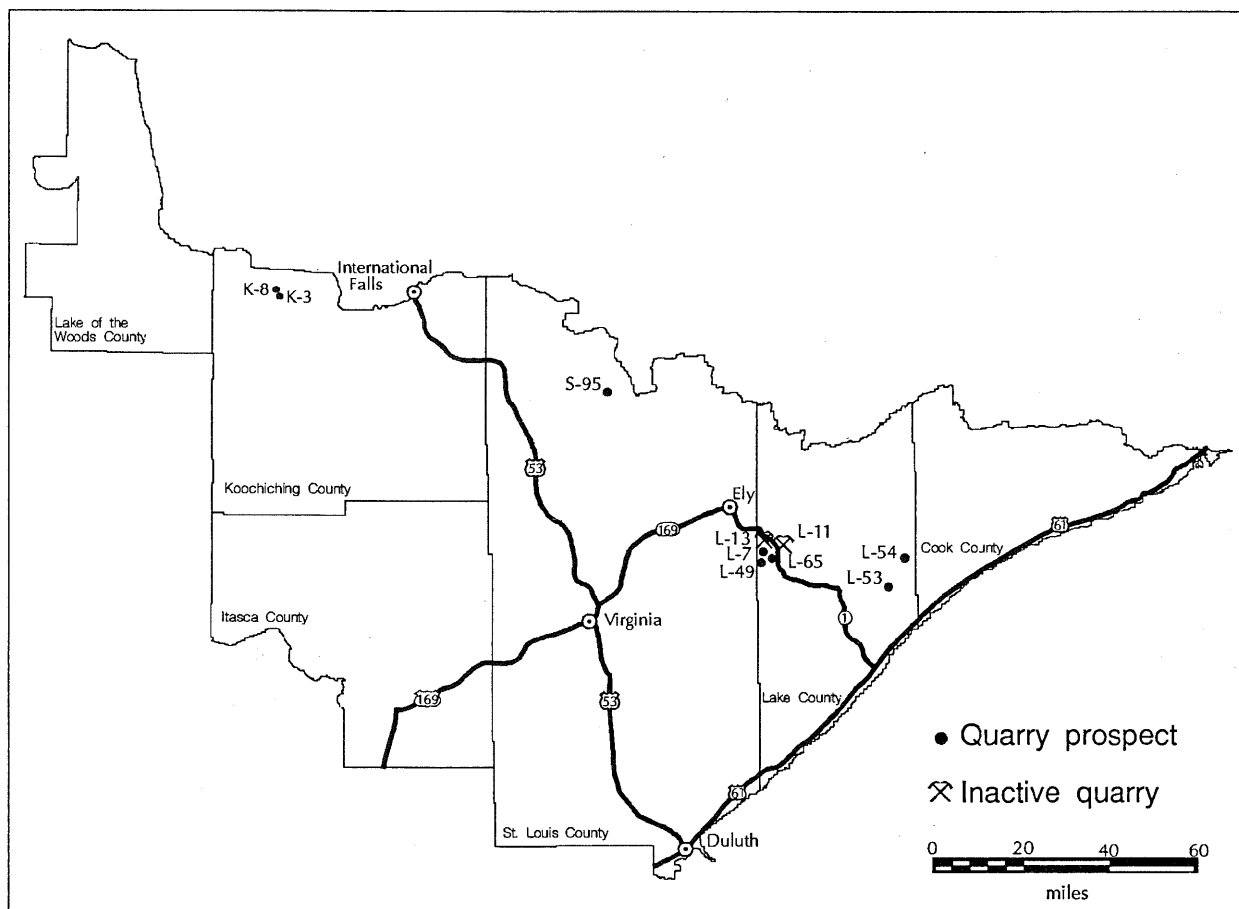 International
Falls
K-8
K-3
Lake of the
Woods County
S-95
53
Koochiching County
Ely
169
L-13
L-11
L-7
L-65
L-49
L-54
L-53
Cook County
61
Itasca County
Virginia
1
169
53
Lake County
61
St. Louis County
Duluth
Quarry prospect
Inactive quarry
0 20 40 60
miles